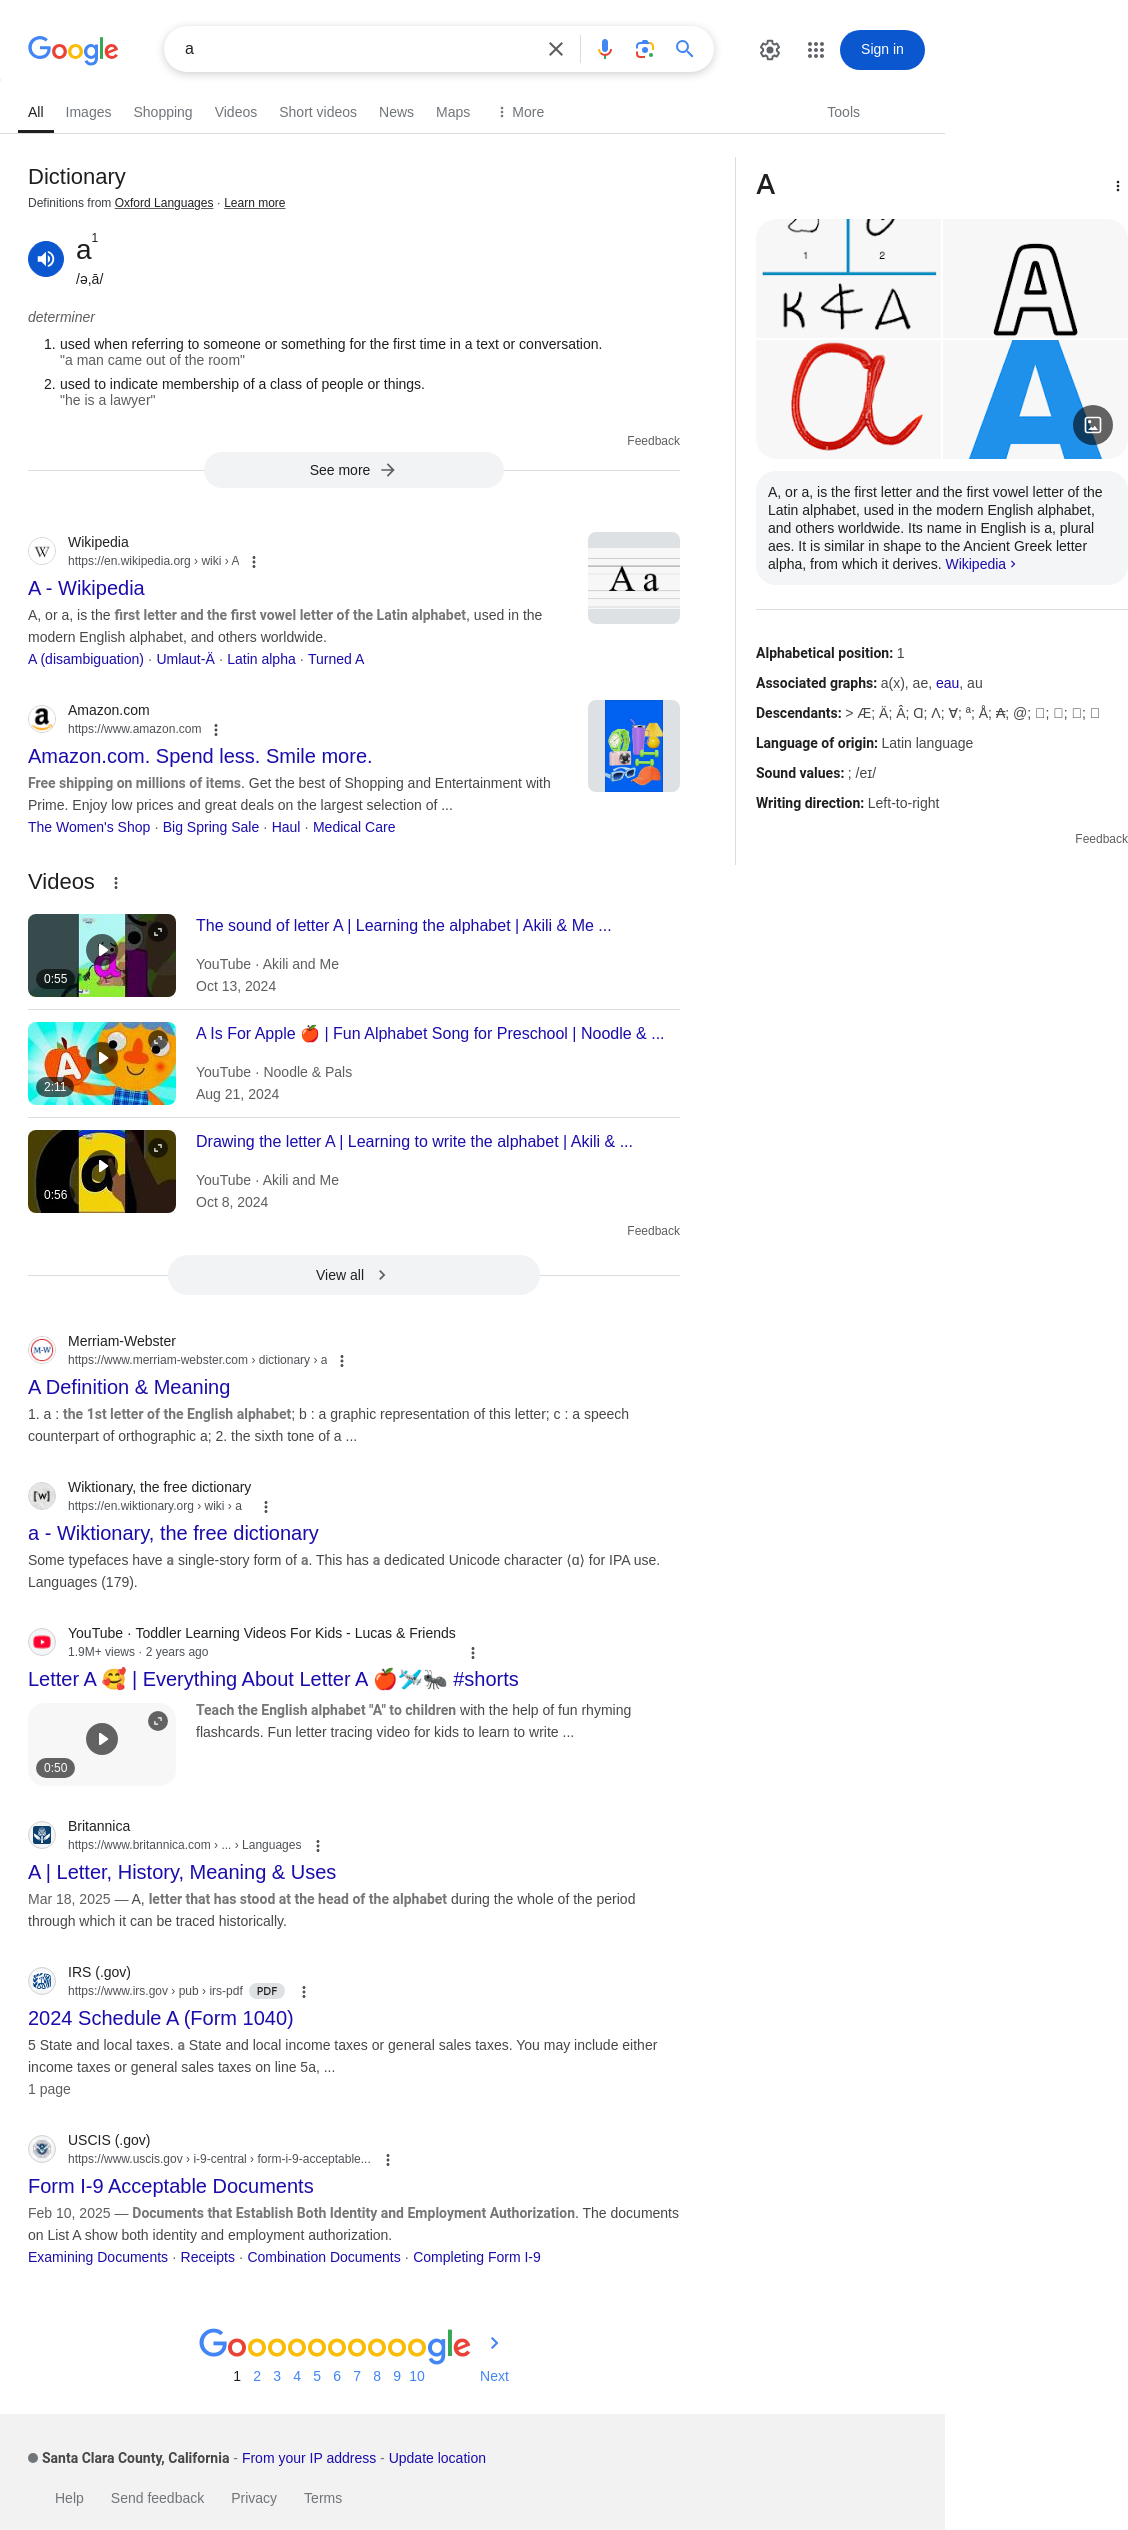 Google
a
Sign in
All Images Shopping Videos Short videos News Maps More Tools
Dictionary
Definitions from Oxford Languages · Learn more
a1
/ə,ā/
determiner
1. used when referring to someone or something for the first time in a text or conversation.
"a man came out of the room"
2. used to indicate membership of a class of people or things.
"he is a lawyer"
Feedback
See more
Wikipedia
https://en.wikipedia.org › wiki › A
A - Wikipedia
A, or a, is the first letter and the first vowel letter of the Latin alphabet, used in the
modern English alphabet, and others worldwide.
A (disambiguation) · Umlaut-Ä · Latin alpha · Turned A
A a
Amazon.com
https://www.amazon.com
Amazon.com. Spend less. Smile more.
Free shipping on millions of items. Get the best of Shopping and Entertainment with
Prime. Enjoy low prices and great deals on the largest selection of ...
The Women's Shop · Big Spring Sale · Haul · Medical Care
Videos
0:55
The sound of letter A | Learning the alphabet | Akili & Me ...
YouTube · Akili and Me
Oct 13, 2024
A
2:11
A Is For Apple 🍎 | Fun Alphabet Song for Preschool | Noodle & ...
YouTube · Noodle & Pals
Aug 21, 2024
a
0:56
Drawing the letter A | Learning to write the alphabet | Akili & ...
YouTube · Akili and Me
Oct 8, 2024
Feedback
View all
Merriam-Webster
https://www.merriam-webster.com › dictionary › a
A Definition & Meaning
1. a : the 1st letter of the English alphabet; b : a graphic representation of this letter; c : a speech
counterpart of orthographic a; 2. the sixth tone of a ...
Wiktionary, the free dictionary
https://en.wiktionary.org › wiki › a
a - Wiktionary, the free dictionary
Some typefaces have a single-story form of a. This has a dedicated Unicode character ⟨ɑ⟩ for IPA use.
Languages (179).
YouTube · Toddler Learning Videos For Kids - Lucas & Friends
1.9M+ views · 2 years ago
Letter A 🥰 | Everything About Letter A 🍎🛩️🐜 #shorts
0:50
Teach the English alphabet "A" to children with the help of fun rhyming
flashcards. Fun letter tracing video for kids to learn to write ...
Britannica
https://www.britannica.com › ... › Languages
A | Letter, History, Meaning & Uses
Mar 18, 2025 — A, letter that has stood at the head of the alphabet during the whole of the period
through which it can be traced historically.
IRS (.gov)
https://www.irs.gov › pub › irs-pdf PDF
2024 Schedule A (Form 1040)
5 State and local taxes. a State and local income taxes or general sales taxes. You may include either
income taxes or general sales taxes on line 5a, ...
1 page
USCIS (.gov)
https://www.uscis.gov › i-9-central › form-i-9-acceptable...
Form I-9 Acceptable Documents
Feb 10, 2025 — Documents that Establish Both Identity and Employment Authorization. The documents
on List A show both identity and employment authorization.
Examining Documents · Receipts · Combination Documents · Completing Form I-9
A
1 2
A
a
A
A, or a, is the first letter and the first vowel letter of the
Latin alphabet, used in the modern English alphabet,
and others worldwide. Its name in English is a, plural
aes. It is similar in shape to the Ancient Greek letter
alpha, from which it derives. Wikipedia ›
Alphabetical position: 1
Associated graphs: a(x), ae, eau, au
Descendants: > Æ; Ä; Â; Ɑ; Λ; Ɐ; ª; Å; ₳; @;
Language of origin: Latin language
Sound values: ; /eɪ/
Writing direction: Left-to-right
Feedback
Goooooooooogle
1 2 3 4 5 6 7 8 9 10 Next
Santa Clara County, California - From your IP address - Update location
Help Send feedback Privacy Terms